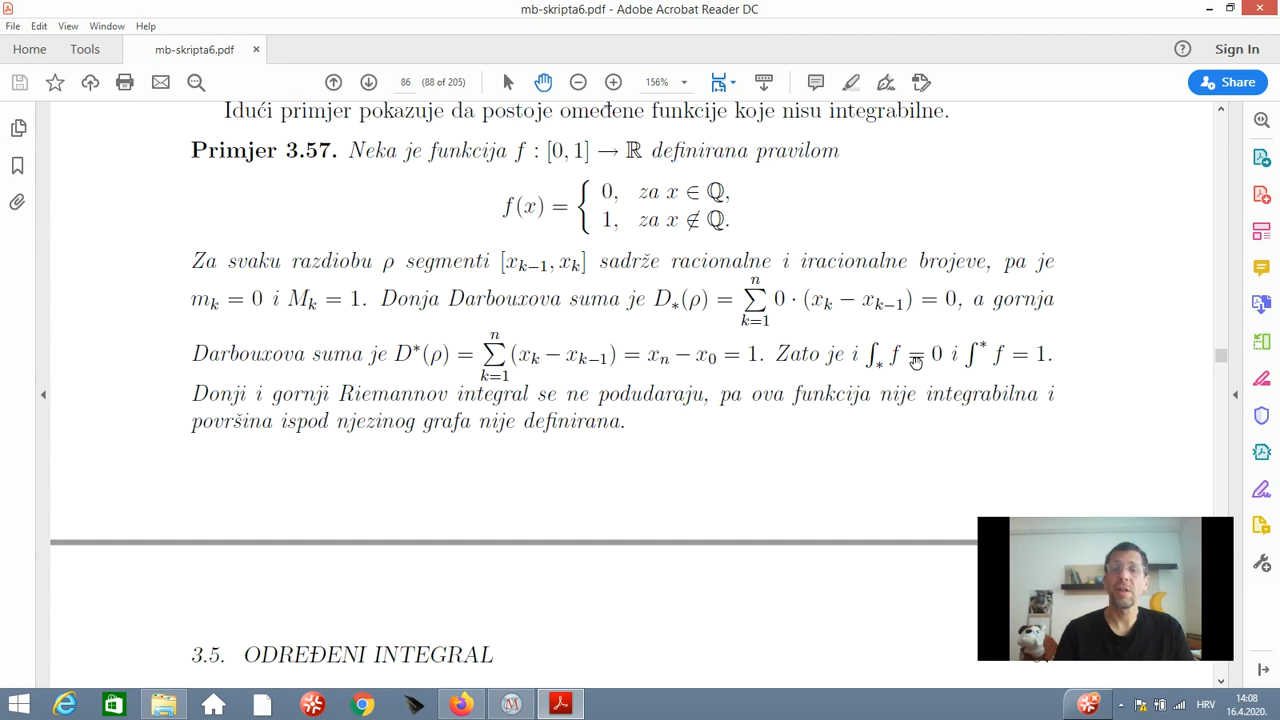 mb-skripta6.pdf - Adobe Acrobat Reader DC
File Edit View Window Help
Home Tools mb-skripta6.pdf × Sign In
86 (88 of 205) 156% Share
Idući primjer pokazuje da postoje omeđene funkcije koje nisu integrabilne.
Primjer 3.57. Neka je funkcija f : [0, 1] → ℝ definirana pravilom
f(x) = { 0, za x ∈ ℚ,
1, za x ∉ ℚ.
Za svaku razdiobu ρ segmenti [x_{k−1}, x_k] sadrže racionalne i iracionalne brojeve, pa je
m_k = 0 i M_k = 1. Donja Darbouxova suma je D_*(ρ) = ∑_{k=1}^{n} 0 · (x_k − x_{k−1}) = 0, a gornja
Darbouxova suma je D^*(ρ) = ∑_{k=1}^{n} (x_k − x_{k−1}) = x_n − x_0 = 1. Zato je i ∫_* f = 0 i ∫^* f = 1.
Donji i gornji Riemannov integral se ne podudaraju, pa ova funkcija nije integrabilna i
površina ispod njezinog grafa nije definirana.
3.5. ODREĐENI INTEGRAL
HRV 14:08
16.4.2020.